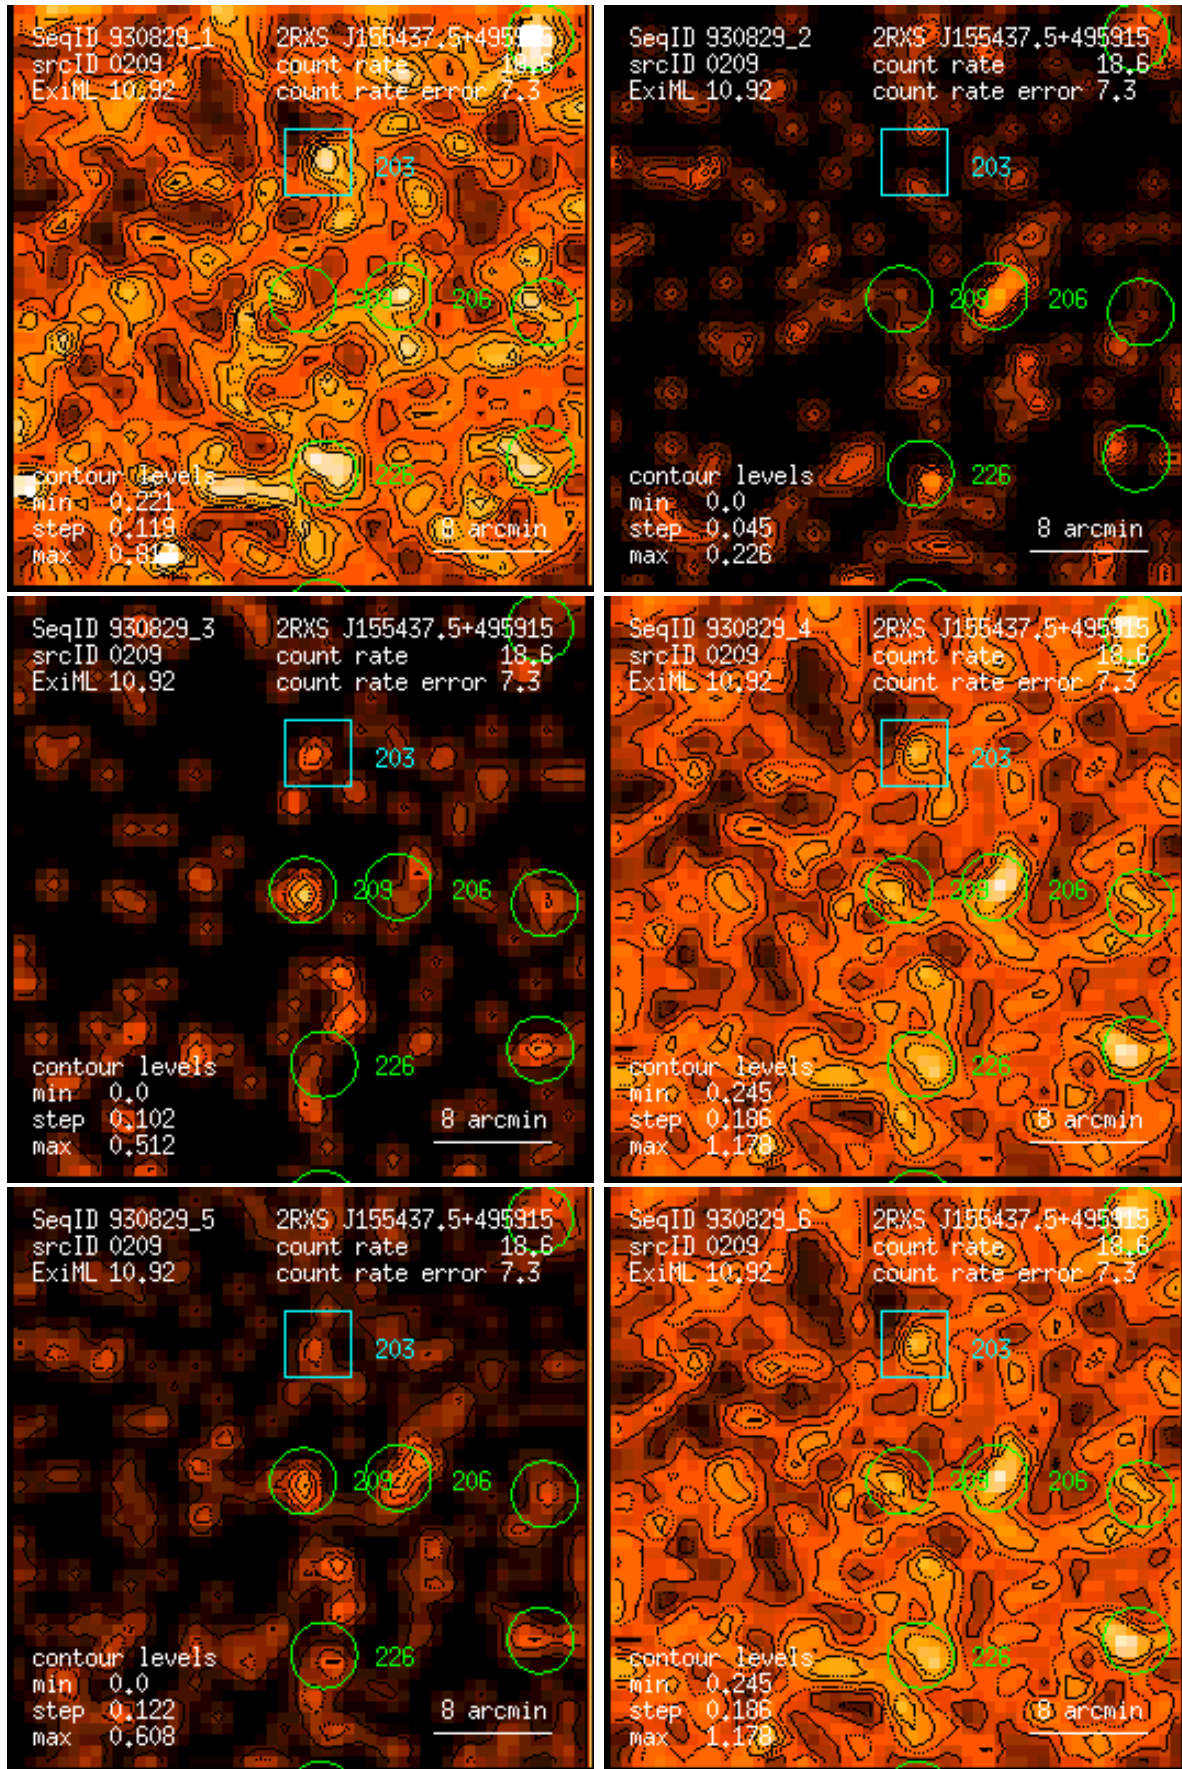 SeqID 930829_1 2RXS J155437.5+495915
srcID 0209 count rate 18.6
ExiML 10.92 count rate error 7.3
203
209 206
226
contour levels
min 0.221
step 0.119
max 0.817
8 arcmin
SeqID 930829_2 2RXS J155437.5+495915
srcID 0209 count rate 18.6
ExiML 10.92 count rate error 7.3
203
209 206
226
contour levels
min 0.0
step 0.045
max 0.226
8 arcmin
SeqID 930829_3 2RXS J155437.5+495915
srcID 0209 count rate 18.6
ExiML 10.92 count rate error 7.3
203
209 206
226
contour levels
min 0.0
step 0.102
max 0.512
8 arcmin
SeqID 930829_4 2RXS J155437.5+495915
srcID 0209 count rate 18.6
ExiML 10.92 count rate error 7.3
203
209 206
226
contour levels
min 0.245
step 0.186
max 1.178
8 arcmin
SeqID 930829_5 2RXS J155437.5+495915
srcID 0209 count rate 18.6
ExiML 10.92 count rate error 7.3
203
209 206
226
contour levels
min 0.0
step 0.122
max 0.608
8 arcmin
SeqID 930829_6 2RXS J155437.5+495915
srcID 0209 count rate 18.6
ExiML 10.92 count rate error 7.3
203
209 206
226
contour levels
min 0.245
step 0.186
max 1.178
8 arcmin